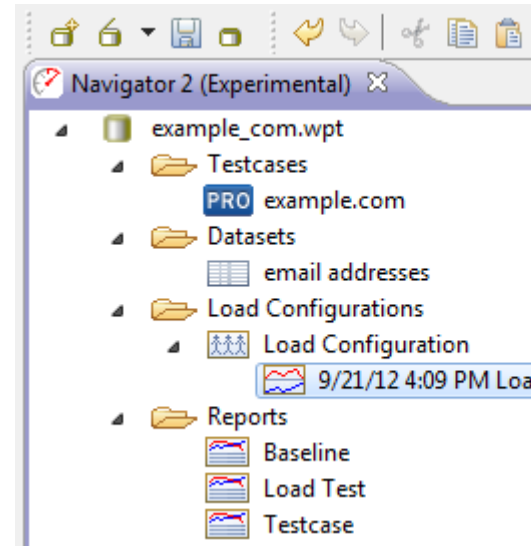 Navigator 2 (Experimental)
example_com.wpt
Testcases
PRO example.com
Datasets
email addresses
Load Configurations
Load Configuration
9/21/12 4:09 PM Loa
Reports
Baseline
Load Test
Testcase